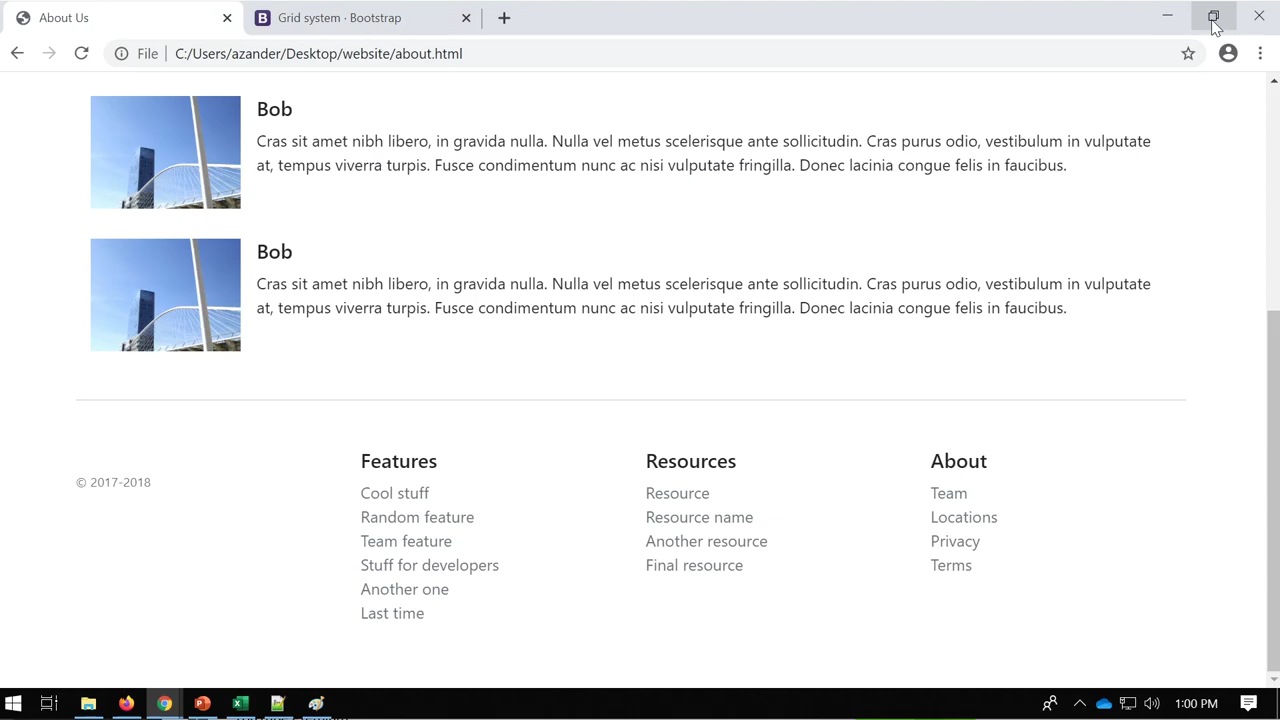 About Us
Grid system · Bootstrap
File
C:/Users/azander/Desktop/website/about.html
Bob
Cras sit amet nibh libero, in gravida nulla. Nulla vel metus scelerisque ante sollicitudin. Cras purus odio, vestibulum in vulputate
at, tempus viverra turpis. Fusce condimentum nunc ac nisi vulputate fringilla. Donec lacinia congue felis in faucibus.
Bob
Cras sit amet nibh libero, in gravida nulla. Nulla vel metus scelerisque ante sollicitudin. Cras purus odio, vestibulum in vulputate
at, tempus viverra turpis. Fusce condimentum nunc ac nisi vulputate fringilla. Donec lacinia congue felis in faucibus.
© 2017-2018
Features
Cool stuff
Random feature
Team feature
Stuff for developers
Another one
Last time
Resources
Resource
Resource name
Another resource
Final resource
About
Team
Locations
Privacy
Terms
1:00 PM